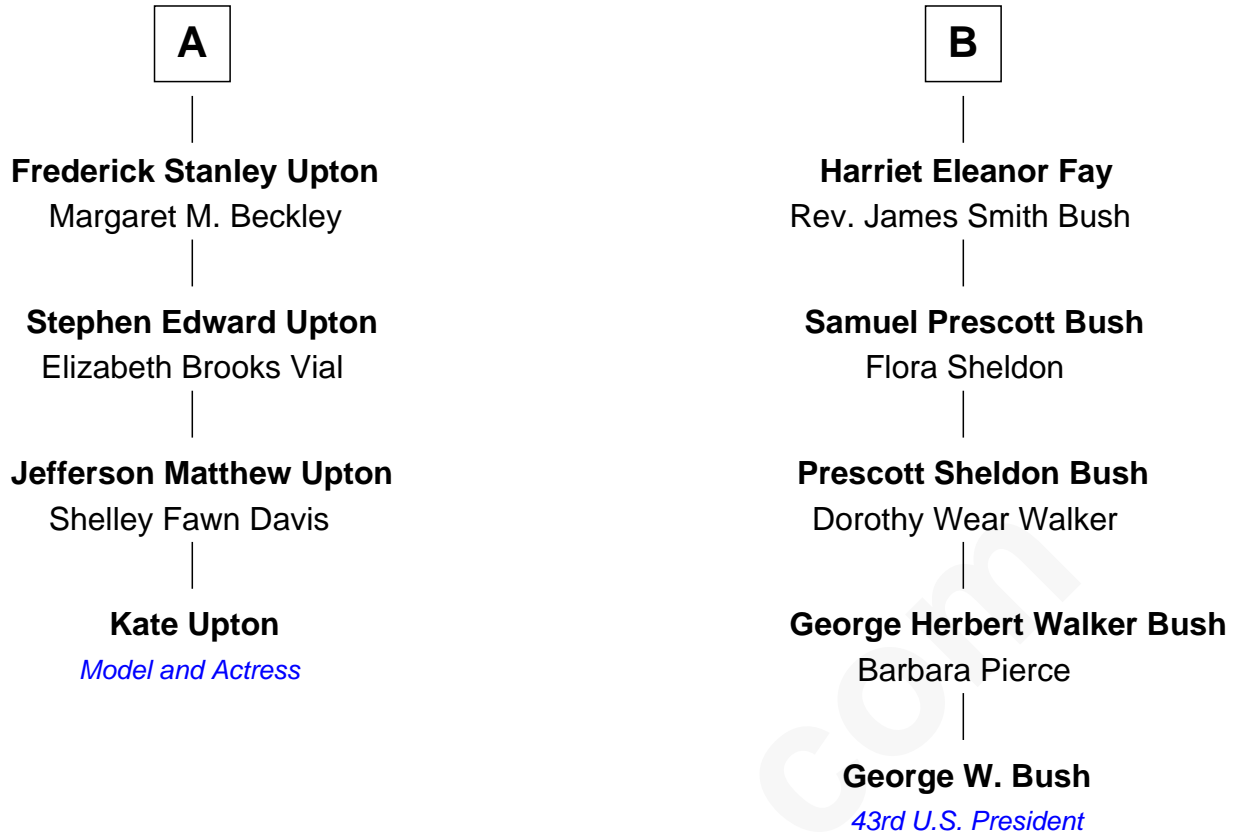 A
Frederick Stanley Upton
Margaret M. Beckley
Stephen Edward Upton
Elizabeth Brooks Vial
Jefferson Matthew Upton
Shelley Fawn Davis
Kate Upton
Model and Actress
B
Harriet Eleanor Fay
Rev. James Smith Bush
Samuel Prescott Bush
Flora Sheldon
Prescott Sheldon Bush
Dorothy Wear Walker
George Herbert Walker Bush
Barbara Pierce
George W. Bush
43rd U.S. President
com